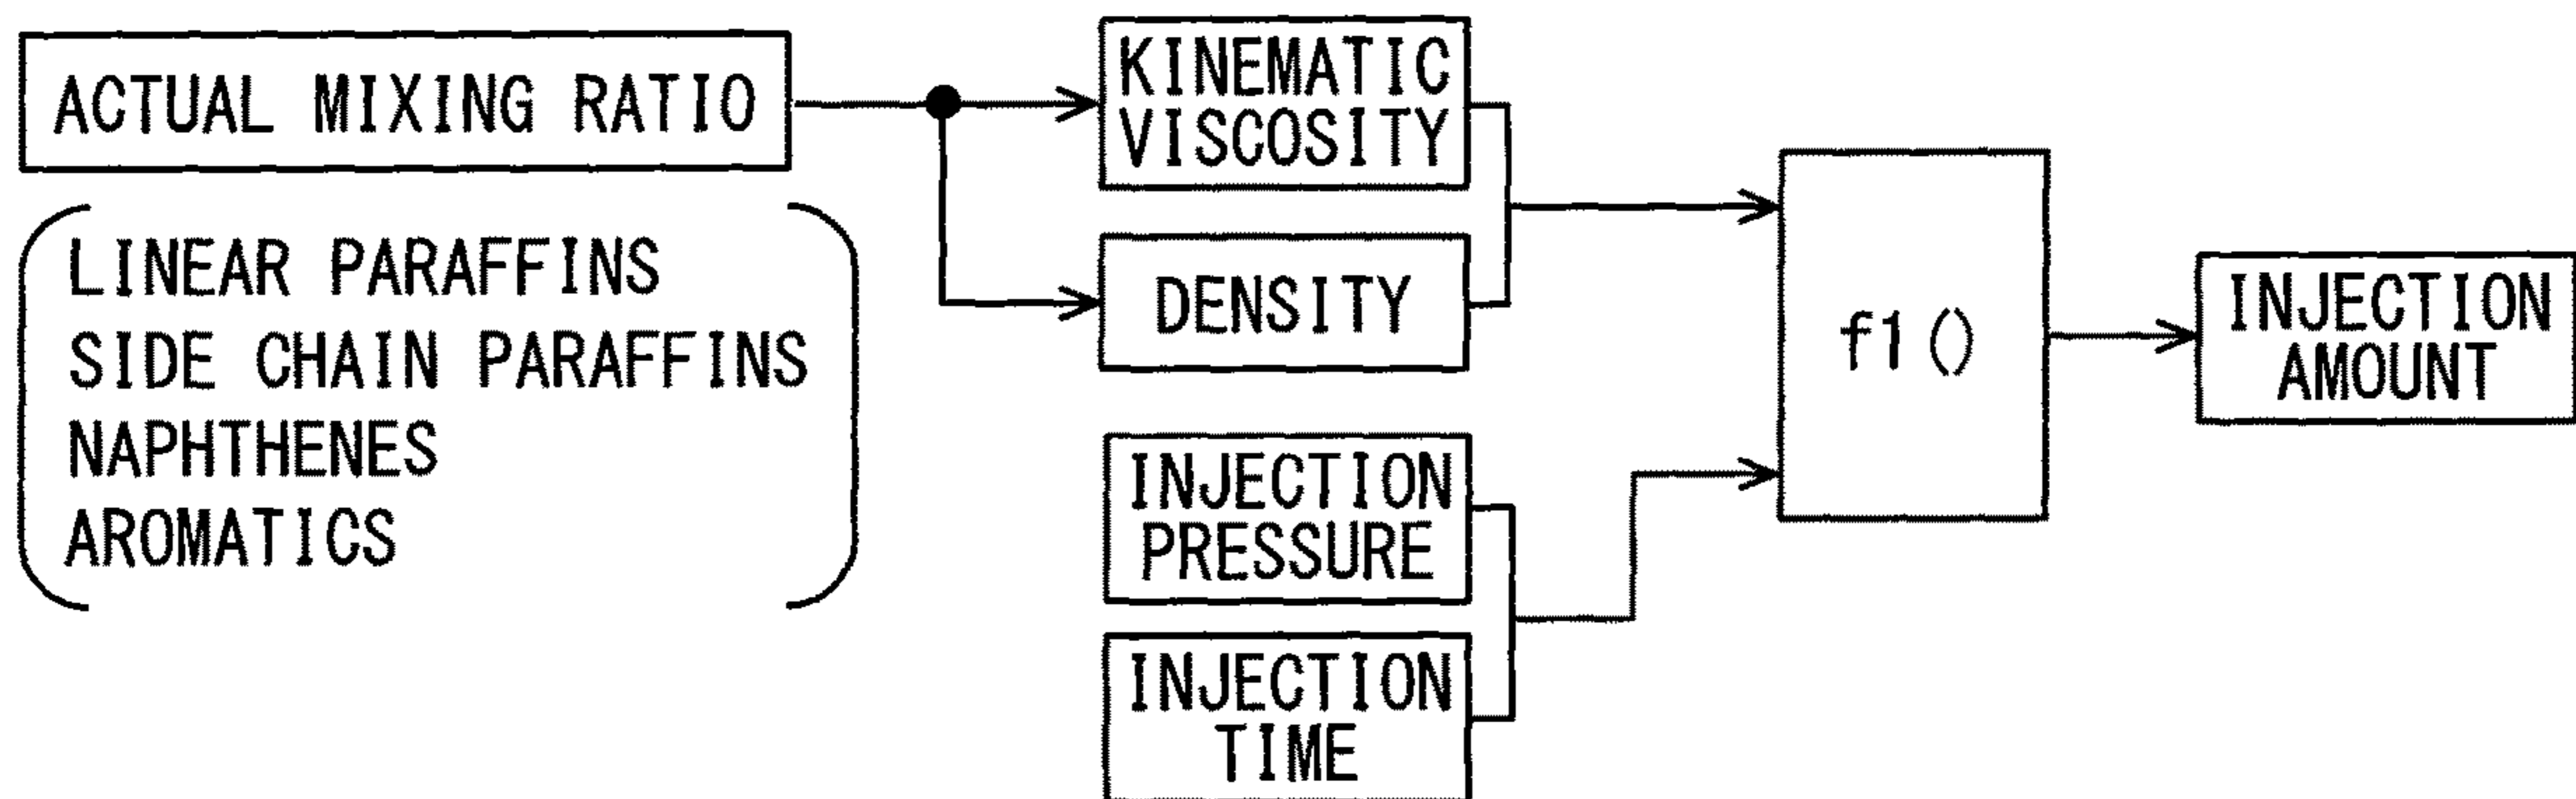 ACTUAL MIXING RATIO
LINEAR PARAFFINS
SIDE CHAIN PARAFFINS
NAPHTHENES
AROMATICS
KINEMATIC
VISCOSITY
DENSITY
INJECTION
PRESSURE
INJECTION
TIME
f1()
INJECTION
AMOUNT